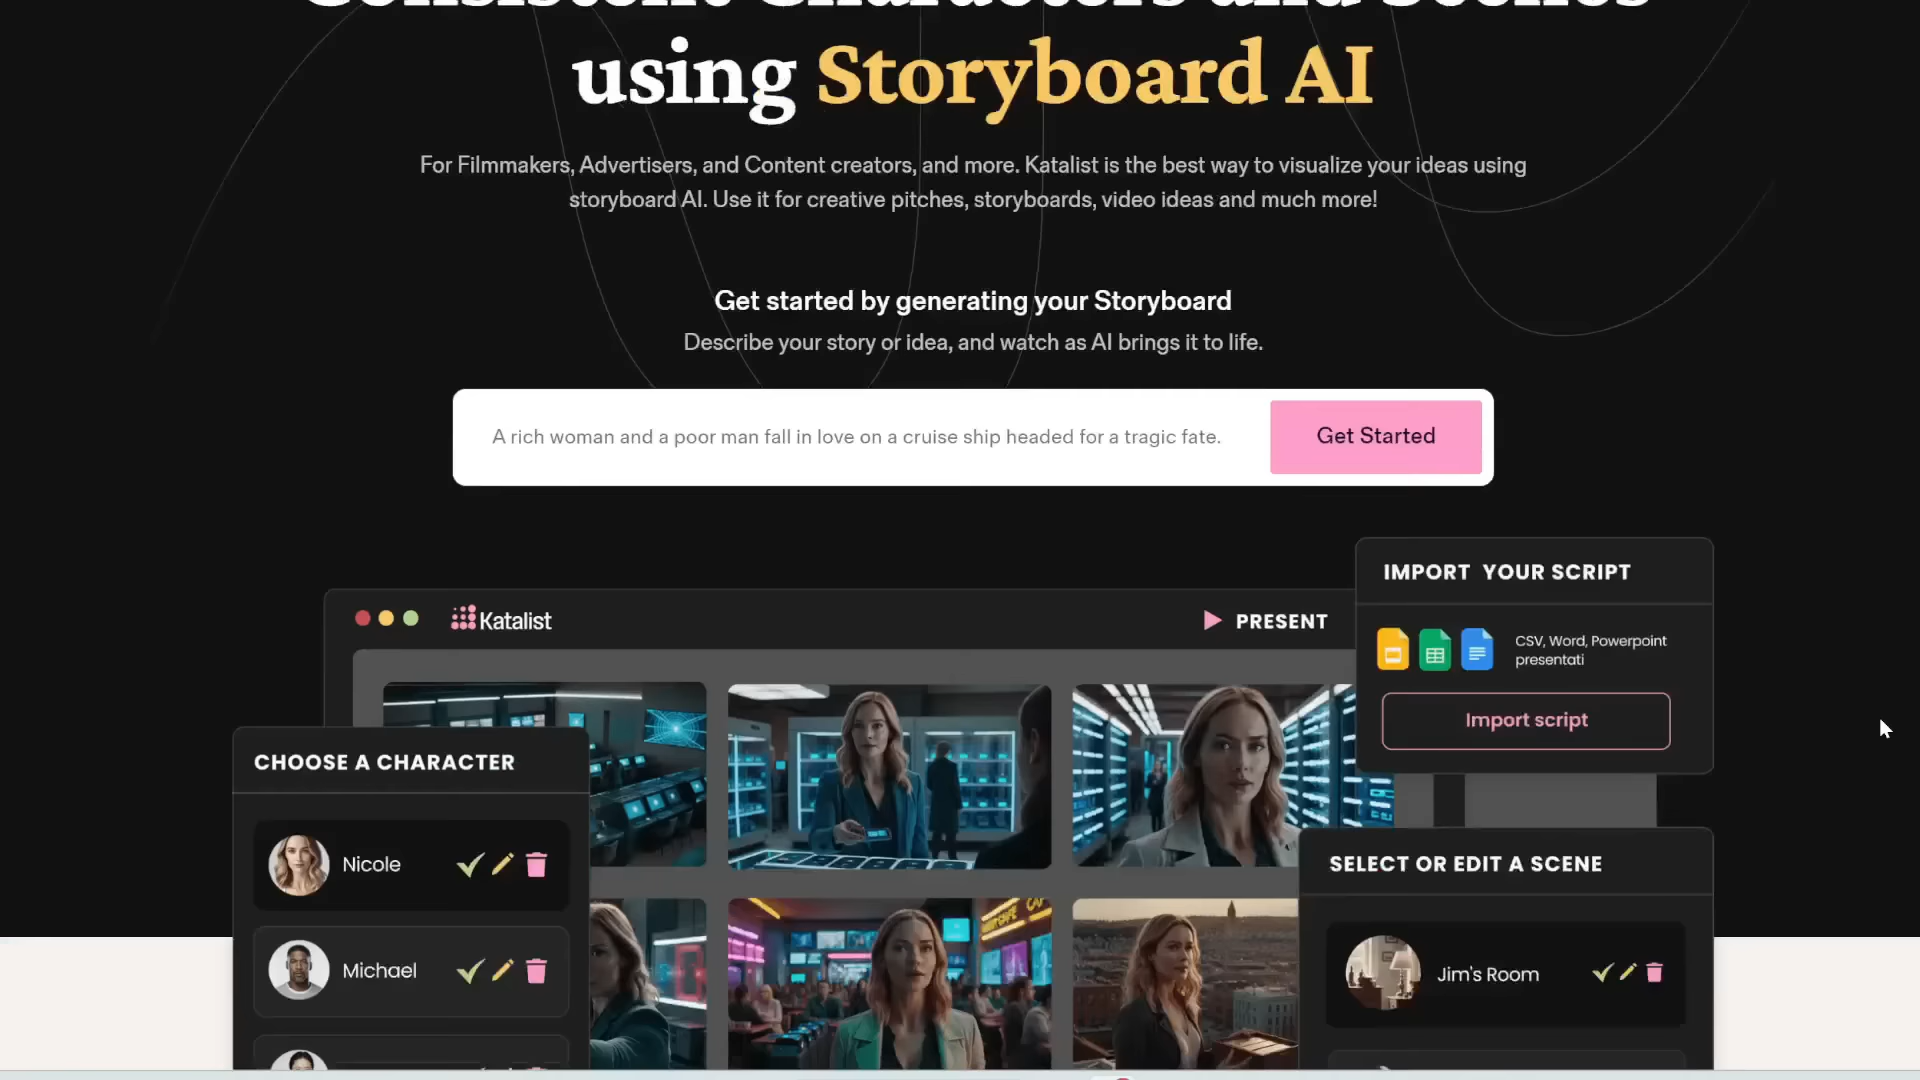 Consistent Characters and Scenes
using Storyboard AI
For Filmmakers, Advertisers, and Content creators, and more. Katalist is the best way to visualize your ideas using
storyboard AI. Use it for creative pitches, storyboards, video ideas and much more!
Get started by generating your Storyboard
Describe your story or idea, and watch as AI brings it to life.
A rich woman and a poor man fall in love on a cruise ship headed for a tragic fate.
Get Started
IMPORT YOUR SCRIPT
CSV, Word, Powerpoint
presentati
Import script
Katalist
PRESENT
CHOOSE A CHARACTER
Nicole
Michael
SELECT OR EDIT A SCENE
Jim's Room